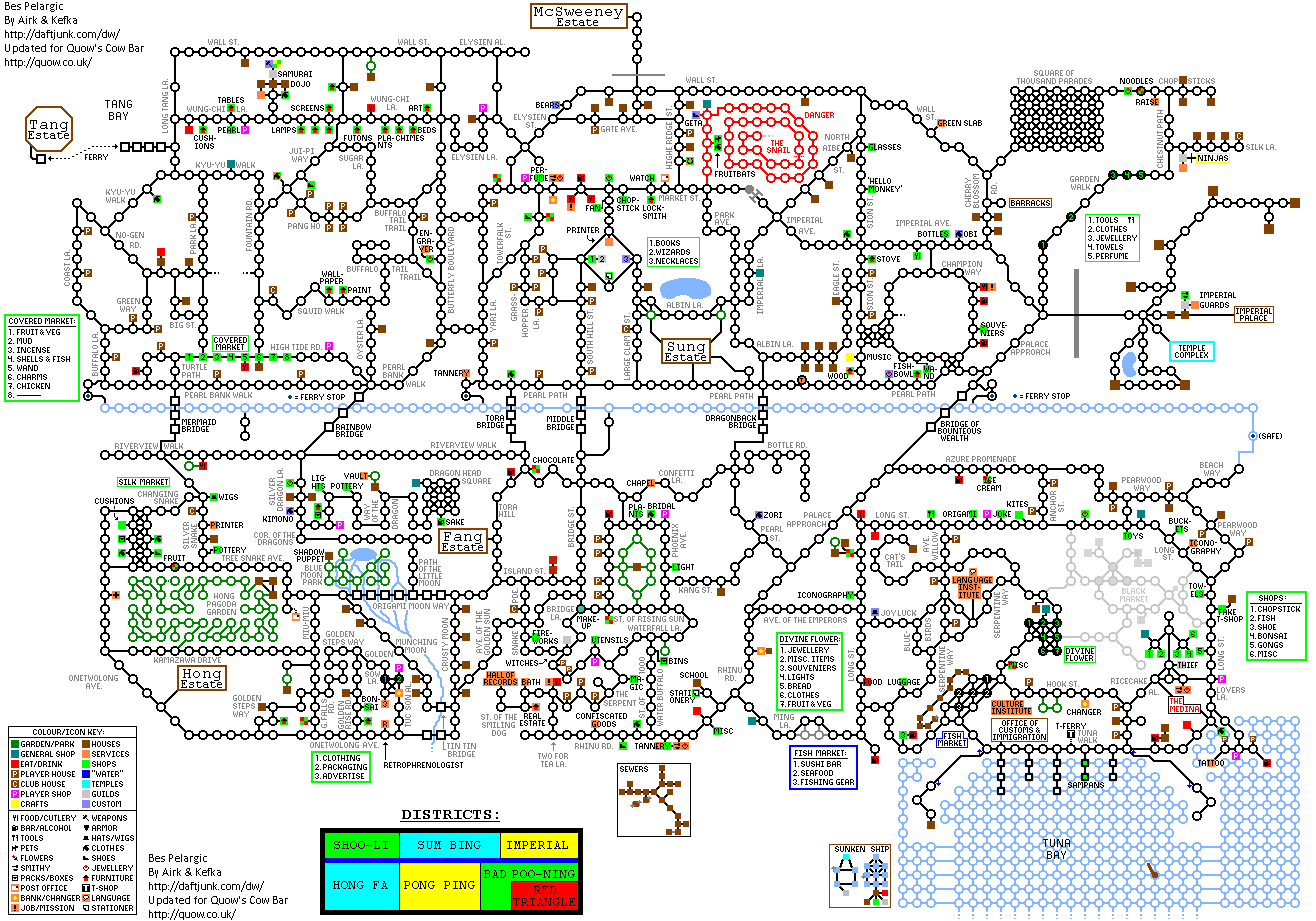 Bes Pelargic
By Airk & Kefka
http://daftjunk.com/dw/
Updated for Quow's Cow Bar
http://quow.co.uk/
McSweeney
Estate
WALL ST.
WALL ST.
ELYSIEN AL.
SAMURAI
DOJO
TANG
BAY
Tang
Estate
FERRY
LONG TANG LA.
TABLES
WUNG-CHI LA.
SCREENS
WUNG-CHI
LA.
ART
CUSH-
IONS
PEARL
LAMPS
FUTONS
PLA-
NTS
CHIMES
BEDS
KYU-YU WALK
JUI-PI
WAY
SUGAR
LA.
ELYSIEN LA.
KYU-YU
WALK
NO-GEN
RD.
COAST LA.
PARK LA.
FOUNTAIN RD.
PANG HO
BUFFALO
TAIL
TRAIL
EN-
GRA-
VER
BUFFALO
TAIL
TRAIL
BUTTERFLY BOULEVARD
WALL-
PAPER
PAINT
SQUID WALK
GREEN
WAY
BIG ST.
BUFFALO LA.
COVERED
MARKET
HIGH TIDE RD.
OYSTER LA.
TURTLE
PATH
PEARL
BANK
WALK
PEARL BANK WALK
= FERRY STOP
COVERED MARKET:
1. FRUIT & VEG
2. MUD
3. INCENSE
4. SHELLS & FISH
5. WAND
6. CHARMS
7. CHICKEN
8. -----
BEARS
ELYSIEN
ST.
GATE AVE.
WALL ST.
HIGHE REDGE ST.
GETA
DANGER
THE
SNAIL
FRUITBATS
NORTH
AIBE
WALL
ST.
GREEN SLAB
GLASSES
'HELLO
MONKEY'
PER-
FUME
WATCH
FAN
CHOP-
STICK
LOCK-
SMITH
MARKET ST.
PRINTER
1.BOOKS
2.WIZARDS
3.NECKLACES
TOWERFALK
ST.
YARI LA.
GRASS-
HOPPER
LA.
SOUTH HILL ST.
LARGE CLAM ST.
ALBIN LA.
Sung
Estate
PARK
AVE
IMPERIAL
AVE.
IMPERIAL LA.
ALBIN LA.
SION ST.
IMPERIAL AVE.
BOTTLES
OBI
STOVE
CHAMPION
WAY
EAGLE ST.
SION ST.
MUSIC
WOOD
FISH-
BOWL
WA-
ND
SOUVE-
NIERS
PALACE
APPROACH
CHERRY
BLOSSOM
RD.
SQUARE OF
THOUSAND PARADES
NOODLES
CHOPSTICKS
RAISE
CHESTNUT PATH
SILK LA.
NINJAS
GARDEN
WALK
BARRACKS
1.TOOLS
2.CLOTHES
3.JEWELLERY
4.TOWELS
5.PERFUME
IMPERIAL
GUARDS
IMPERIAL
PALACE
TEMPLE
COMPLEX
TANNERY
PEARL PATH
PEARL PATH
PEARL PATH
= FERRY STOP
(SAFE)
MERMAID
BRIDGE
RAINBOW
BRIDGE
TORA
BRIDGE
MIDDLE
BRIDGE
DRAGONBACK
BRIDGE
BRIDGE OF
BOUNTEOUS
WEALTH
RIVERVIEW WALK
RIVERVIEW WALK
BOTTLE RD.
AZURE PROMENADE
BEACH
WAY
SILK MARKET
CHANGING
SNAKE
WIGS
CUSHIONS
SILVER
SNAKE
PRINTER
POTTERY
FRUIT
TREE SNAKE AVE.
SILVER
DRAGON LA.
LIG-
HTS
VAULT
POTTERY
KIMONO
WAY
OF THE
DRAGON
COR. OF THE
DRAGONS
DRAGON HEAD
SQUARE
SAKE
Fang
Estate
TORA
HILL
CHOCOLATE
CHAPEL
CONFETTI
LA.
BRIDGE ST.
PLA-
NTS
BRIDAL
PHOENIX
AVE.
LIGHT
ZORI
PEARL
ST.
PALACE
APPROACH
SHADOW
PUPPET
BLUE
MOON
PARK
PATH OF
THE LITTLE
MOON
ORIGAMI MOON WAY
HONG
PAGODA
GARDEN
MIU-MIU
KAMAZAWA DRIVE
Hong
Estate
ONETWOLONG
AVE.
GOLDEN
STEPS
WAY
GOLDEN
STEPS WAY
MUNCHING
MOON
CRUSTY MOON
GOLDEN
SOW
LA.
BON-
SAI
G.FALLS
RD.
GOLDEN
RISE RD.
TUC SON AL.
ONETWOLONG AVE.
LIN TIN
BRIDGE
RETROPHRENOLOGIST
1.CLOTHING
2.PACKAGING
3.ADVERTISE
AVE. OF THE
GOLDEN SUN
ISLAND ST.
SNAKE PDE.
BRIDGE
FIRE-
WORKS
MAKE-
UP
ST. OF RISING SUN
WATERFALL LA.
UTENSILS
KANG ST.
WITCHES
HALL OF
RECORDS
BATH
REAL
ESTATE
ST. OF THE
SMILING
DOG
CONFISCATED
GOODS
THE
SERPENT
MA-
GIC
WATER BUFFALO
BINS
STATI-
ONERY
SCHOOL
RHINU
RD.
MISC
TWO FOR
TEA LA.
RHINU RD.
TANNERY
SEWERS
ICONOGRAPHY
AVE. OF THE EMPERORS
LONG ST.
CAT'S
TAIL
LONG ST.
AVE.
WILLOW
ORIGAMI
JOKE
ICE
CREAM
KITES
ANCHOR
ST.
TOYS
PEARWOOD
WAY
BUCK-
ETS
LONG
ST.
PEARWOOD
WAY
ICONO-
GRAPHY
BLACK
MARKET
TOW-
ELS
TAKE
T-SHOP
LANGUAGE
INST-
ITUTE
JOYLUCK
BLUE-
BIRDS
SERPENTINE
WAY
SERPENTINE
WAY
DIVINE
FLOWER
MISC
HOOK ST.
CULTURE
INSTITUTE
CHANGER
OFFICE OF
CUSTOMS &
IMMIGRATION
T-FERRY
TUNA
WALK
SAMPANS
FISH
MARKET
FOOD
LUGGAGE
MING
LA.
LONG ST.
RICECAKE
AL.
THIEF
THE
MEDINA
LONG ST.
LOVERS
LA.
TATTOO
DIVINE FLOWER:
1. JEWELLERY
2. MISC. ITEMS
3. SOUVENIERS
4. LIGHTS
5. BREAD
6. CLOTHES
7. FRUIT & VEG
SHOPS:
1. CHOPSTICK
2. FISH
3. SHOE
4. BONSAI
5. GONGS
6. MISC
FISH MARKET:
1. SUSHI BAR
2. SEAFOOD
3. FISHING GEAR
TUNA
BAY
SUNKEN SHIP
COLOUR/ICON KEY:
GARDEN/PARK
HOUSES
GENERAL SHOP
SERVICES
EAT/DRINK
SHOPS
PLAYER HOUSE
"WATER"
CLUB HOUSE
TEMPLES
PLAYER SHOP
GUILDS
CRAFTS
CUSTOM
FOOD/CUTLERY
WEAPONS
BAR/ALCOHOL
ARMOR
TOOLS
HATS/WIGS
PETS
CLOTHES
FLOWERS
SHOES
SMITHY
JEWELLERY
PACKS/BOXES
FURNITURE
POST OFFICE
T-SHOP
BANK/CHANGER
LANGUAGE
JOB/MISSION
STATIONER
Bes Pelargic
By Airk & Kefka
http://daftjunk.com/dw/
Updated for Quow's Cow Bar
http://quow.co.uk/
DISTRICTS:
SHOO-LI
SUM BING
IMPERIAL
HONG FA
PONG PING
BAD
POO-NING
RED
TRIANGLE